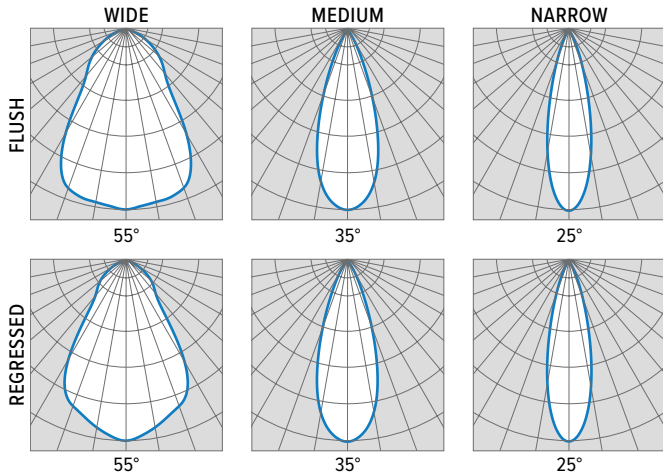 WIDE MEDIUM NARROW
FLUSH
55° 35° 25°
REGRESSED
55° 35° 25°